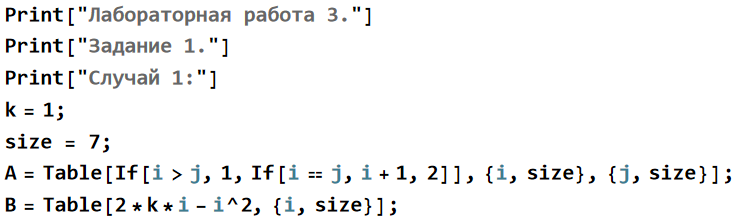 Print["Лабораторная работа 3."]
Print["Задание 1."]
Print["Случай 1:"]
k = 1;
size = 7;
A = Table[If[i > j, 1, If[i == j, i + 1, 2]], {i, size}, {j, size}];
B = Table[2 * k * i - i^2, {i, size}];